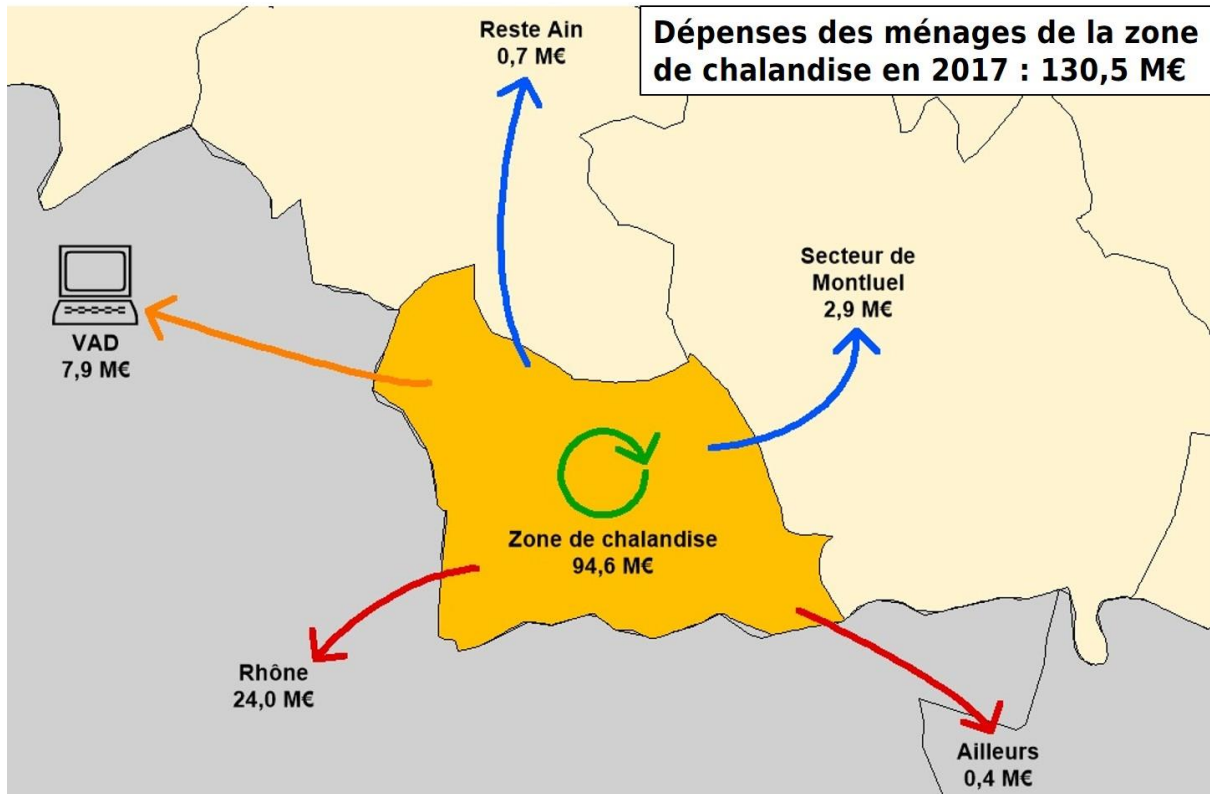 Dépenses des ménages de la zone
de chalandise en 2017 : 130,5 M€
Reste Ain
0,7 M€
Secteur de
Montluel
2,9 M€
VAD
7,9 M€
Zone de chalandise
94,6 M€
Rhône
24,0 M€
Ailleurs
0,4 M€